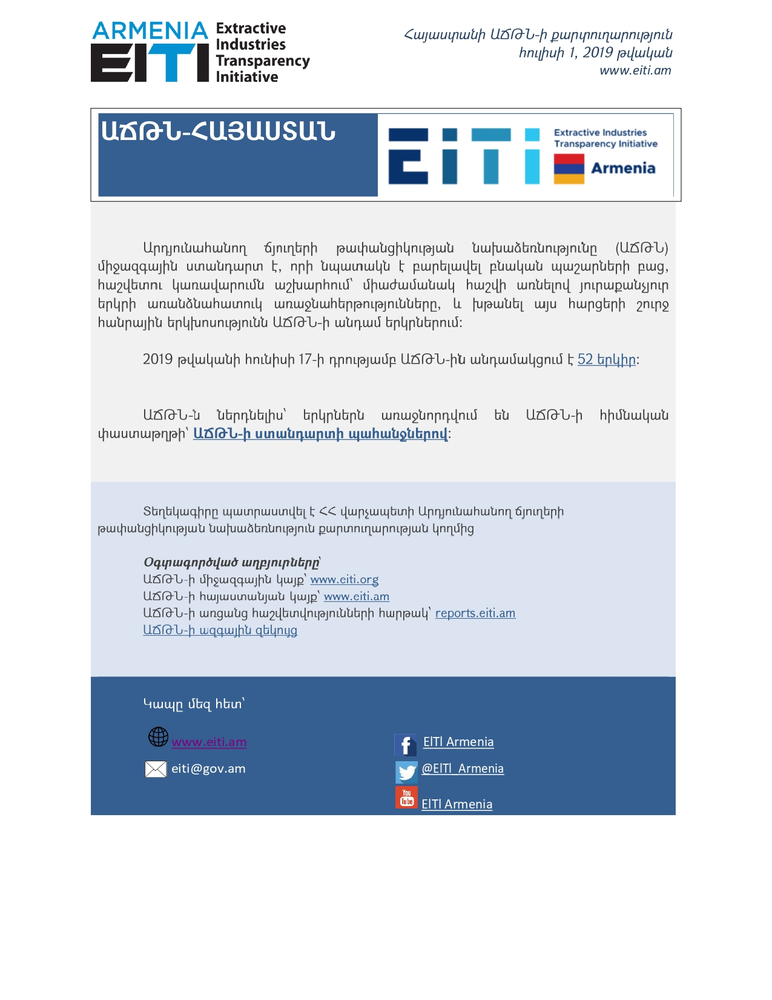 ARMENIA
EITI
Extractive
Industries
Transparency
Initiative
Հայաստանի ԱՃԹՆ-ի քարտուղարություն
հուլիսի 1, 2019 թվական
www.eiti.am
ԱՃԹՆ-ՀԱՅԱՍՏԱՆ
EiTi
Extractive Industries
Transparency Initiative
Armenia
Արդյունահանող ճյուղերի թափանցիկության նախաձեռնությունը (ԱՃԹՆ)
միջազգային ստանդարտ է, որի նպատակն է բարելավել բնական պաշարների բաց,
հաշվետու կառավարումն աշխարհում՝ միաժամանակ հաշվի առնելով յուրաքանչյուր
երկրի առանձնահատուկ առաջնահերթությունները, և խթանել այս հարցերի շուրջ
հանրային երկխոսությունն ԱՃԹՆ-ի անդամ երկրներում:
2019 թվականի հունիսի 17-ի դրությամբ ԱՃԹՆ-ին անդամակցում է 52 երկիր:
ԱՃԹՆ-ն ներդնելիս՝ երկրներն առաջնորդվում են ԱՃԹՆ-ի հիմնական
փաստաթղթի՝ ԱՃԹՆ-ի ստանդարտի պահանջներով:
Տեղեկագիրը պատրաստվել է ՀՀ վարչապետի Արդյունահանող ճյուղերի
թափանցիկության նախաձեռնություն քարտուղարության կողմից
Օգտագործված աղբյուրները՝
ԱՃԹՆ-ի միջազգային կայք՝ www.eiti.org
ԱՃԹՆ-ի հայաստանյան կայք՝ www.eiti.am
ԱՃԹՆ-ի առցանց հաշվետվությունների հարթակ՝ reports.eiti.am
ԱՃԹՆ-ի ազգային զեկույց
Կապը մեզ հետ՝
www.eiti.am
eiti@gov.am
f EITI Armenia
@EITI_Armenia
You
Tube
EITI Armenia